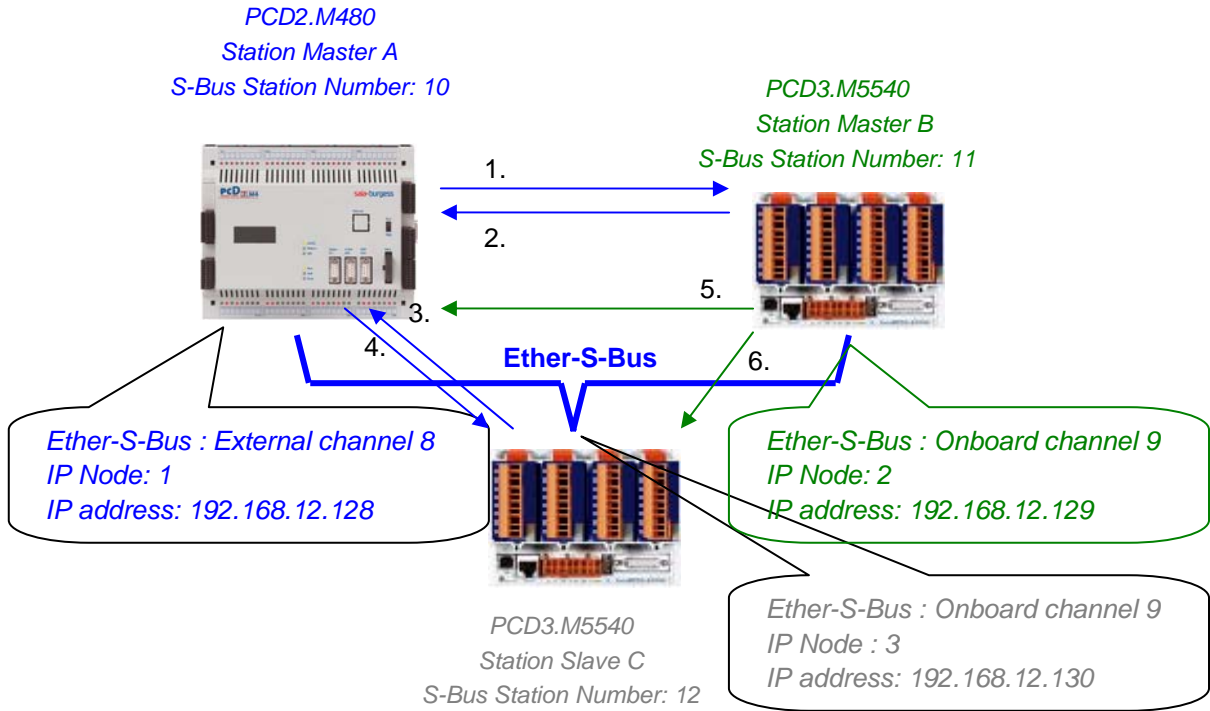 PCD2.M480
Station Master A
S-Bus Station Number: 10
PCD3.M5540
Station Master B
S-Bus Station Number: 11
PCD
saia-burgess
1.
2.
3.
4.
5.
6.
Ether-S-Bus
Ether-S-Bus : External channel 8
IP Node: 1
IP address: 192.168.12.128
Ether-S-Bus : Onboard channel 9
IP Node: 2
IP address: 192.168.12.129
Ether-S-Bus : Onboard channel 9
IP Node : 3
IP address: 192.168.12.130
PCD3.M5540
Station Slave C
S-Bus Station Number: 12